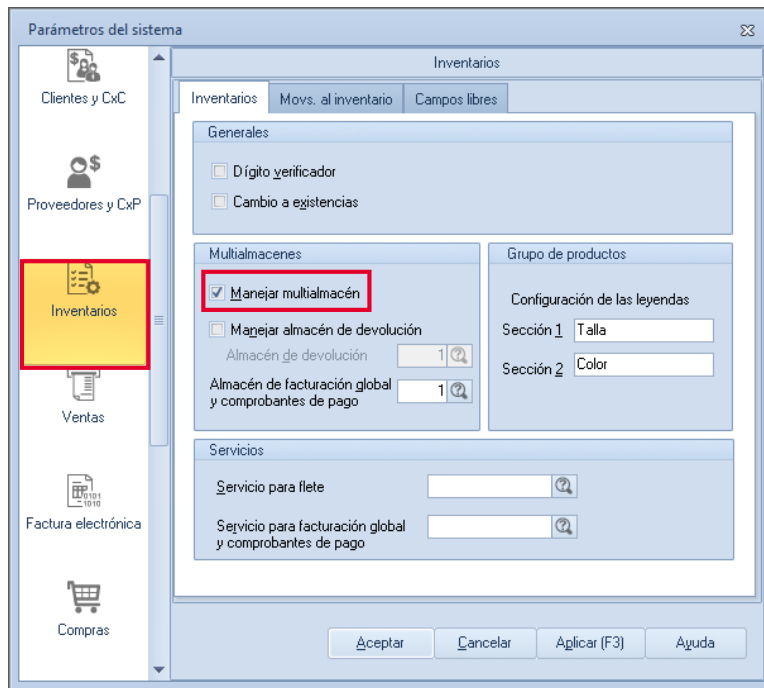 Parámetros del sistema
Clientes y CxC
Proveedores y CxP
Inventarios
Ventas
Factura electrónica
Compras
Inventarios
Inventarios
Movs. al inventario
Campos libres
Generales
Dígito verificador
Cambio a existencias
Multialmacenes
Manejar multialmacén
Manejar almacén de devolución
Almacén de devolución 1
Almacén de facturación global
y comprobantes de pago 1
Grupo de productos
Configuración de las leyendas
Sección 1 Talla
Sección 2 Color
Servicios
Servicio para flete
Servicio para facturación global
y comprobantes de pago
Aceptar
Cancelar
Aplicar (F3)
Ayuda